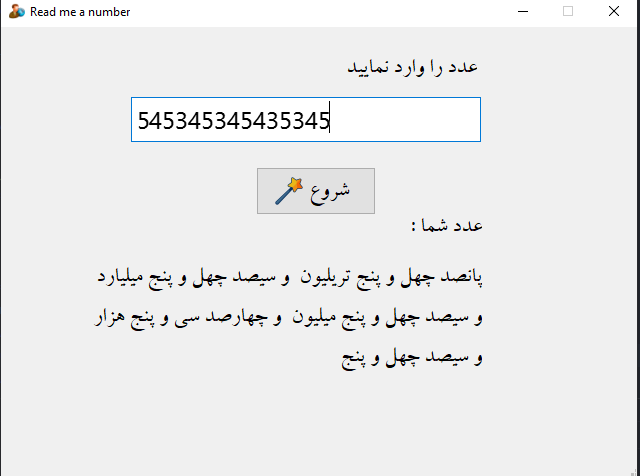 Read me a number
عدد را وارد نمایید
545345345435345
شروع
عدد شما :
پانصد چهل و پنج تریلیون و سیصد چهل و پنج میلیارد
و سیصد چهل و پنج میلیون و چهارصد سی و پنج هزار
و سیصد چهل و پنج